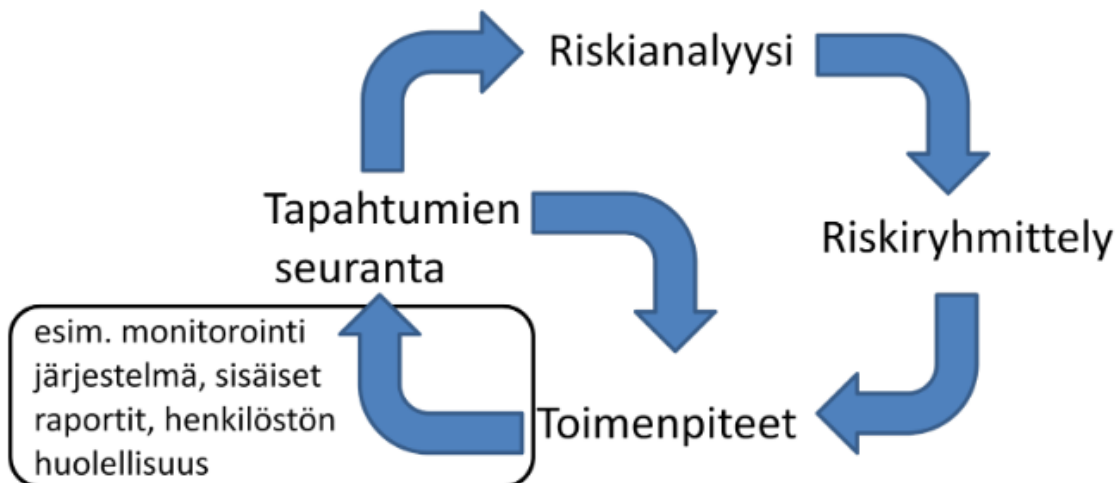 Riskianalyysi
Tapahtumien
seuranta
Riskiryhmittely
esim. monitorointi
järjestelmä, sisäiset
raportit, henkilöstön
huolellisuus
Toimenpiteet